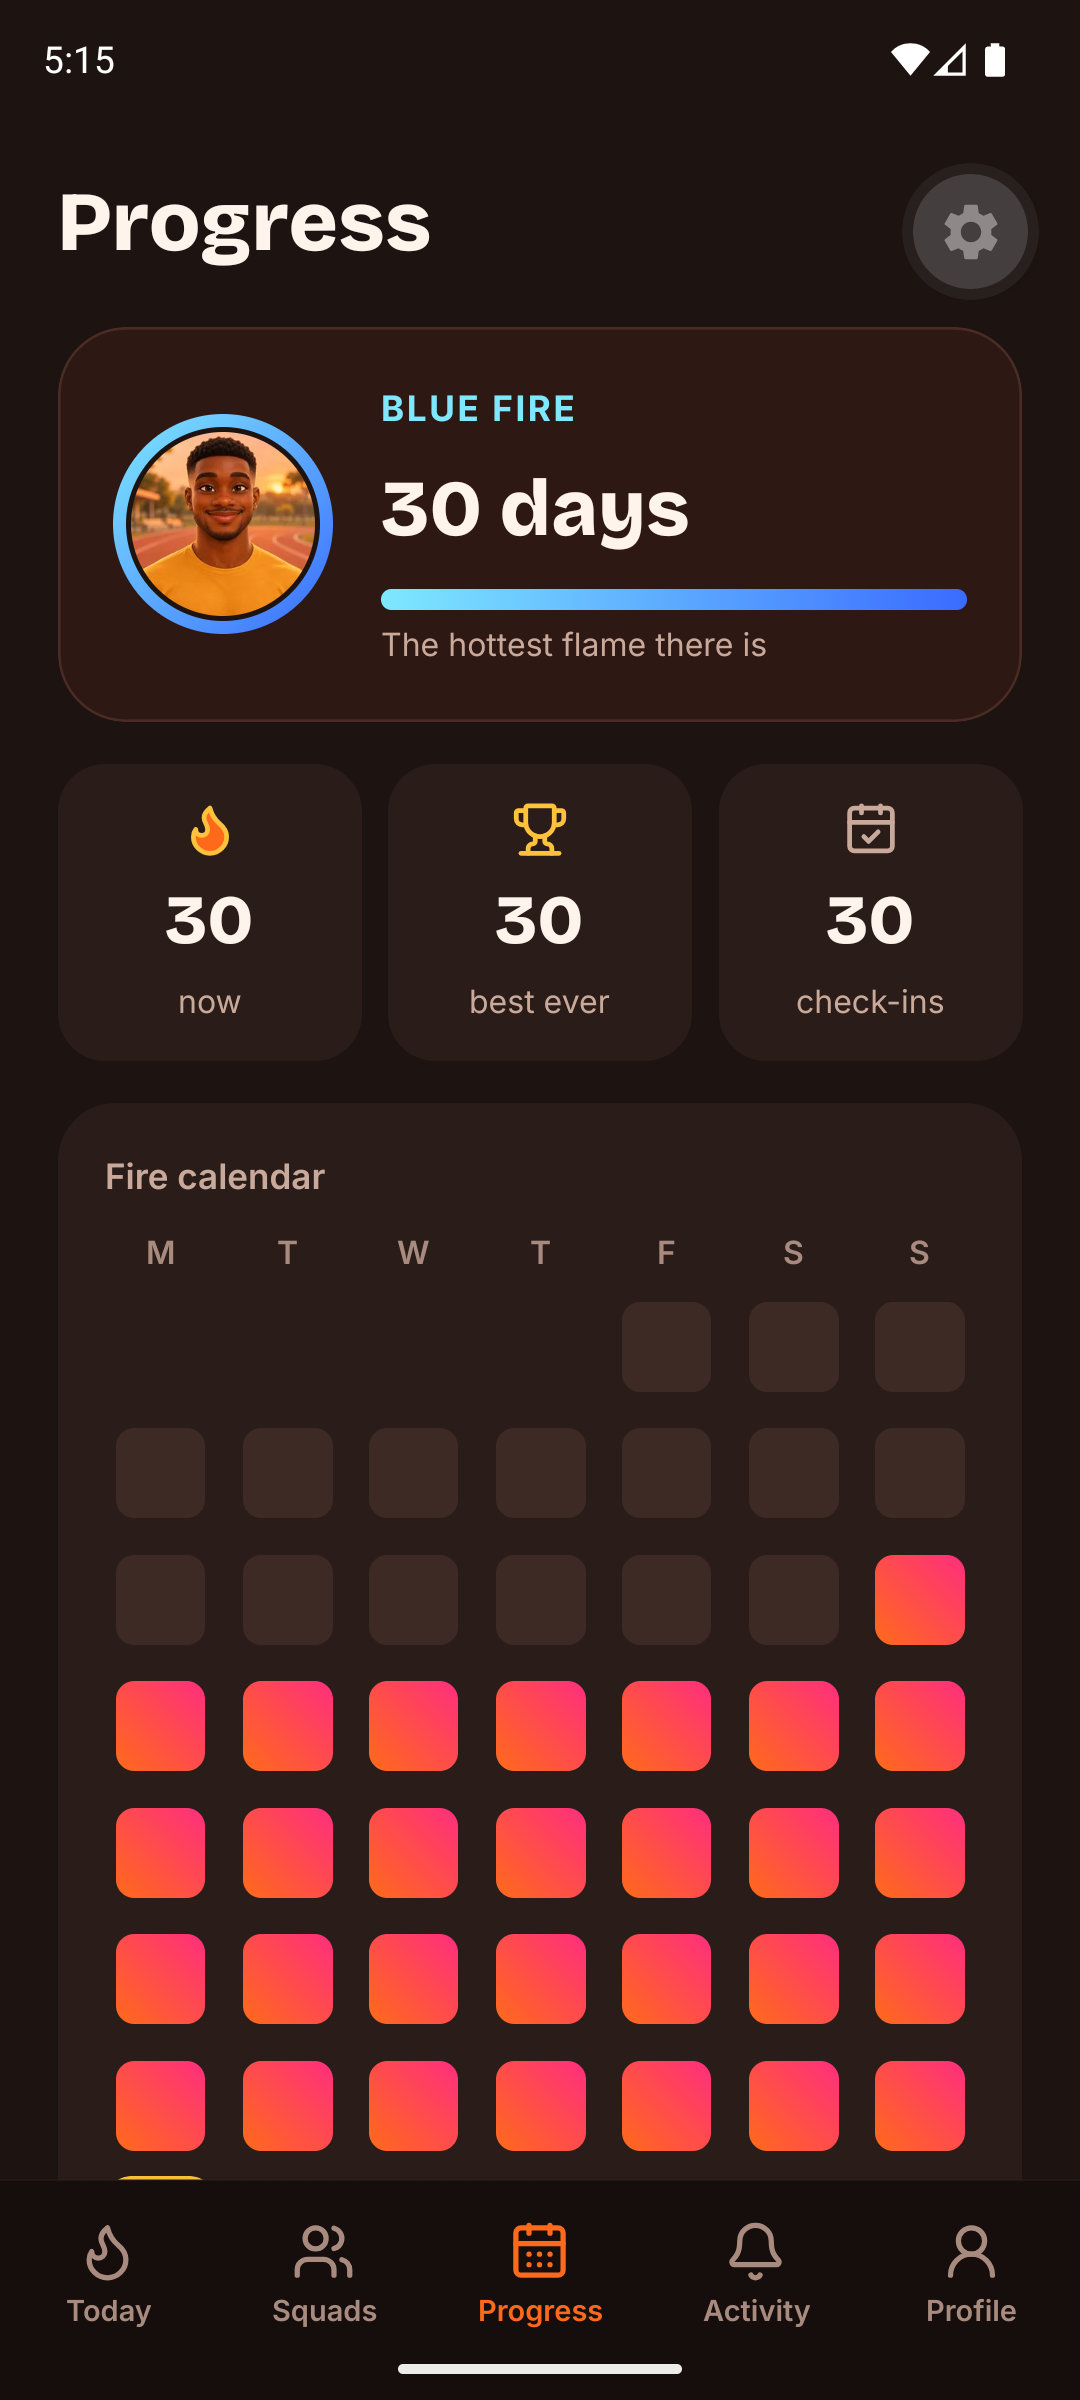 5:15
Progress
BLUE FIRE
30 days
The hottest flame there is
30
now
30
best ever
30
check-ins
Fire calendar
M T W T F S S
Today Squads Progress Activity Profile